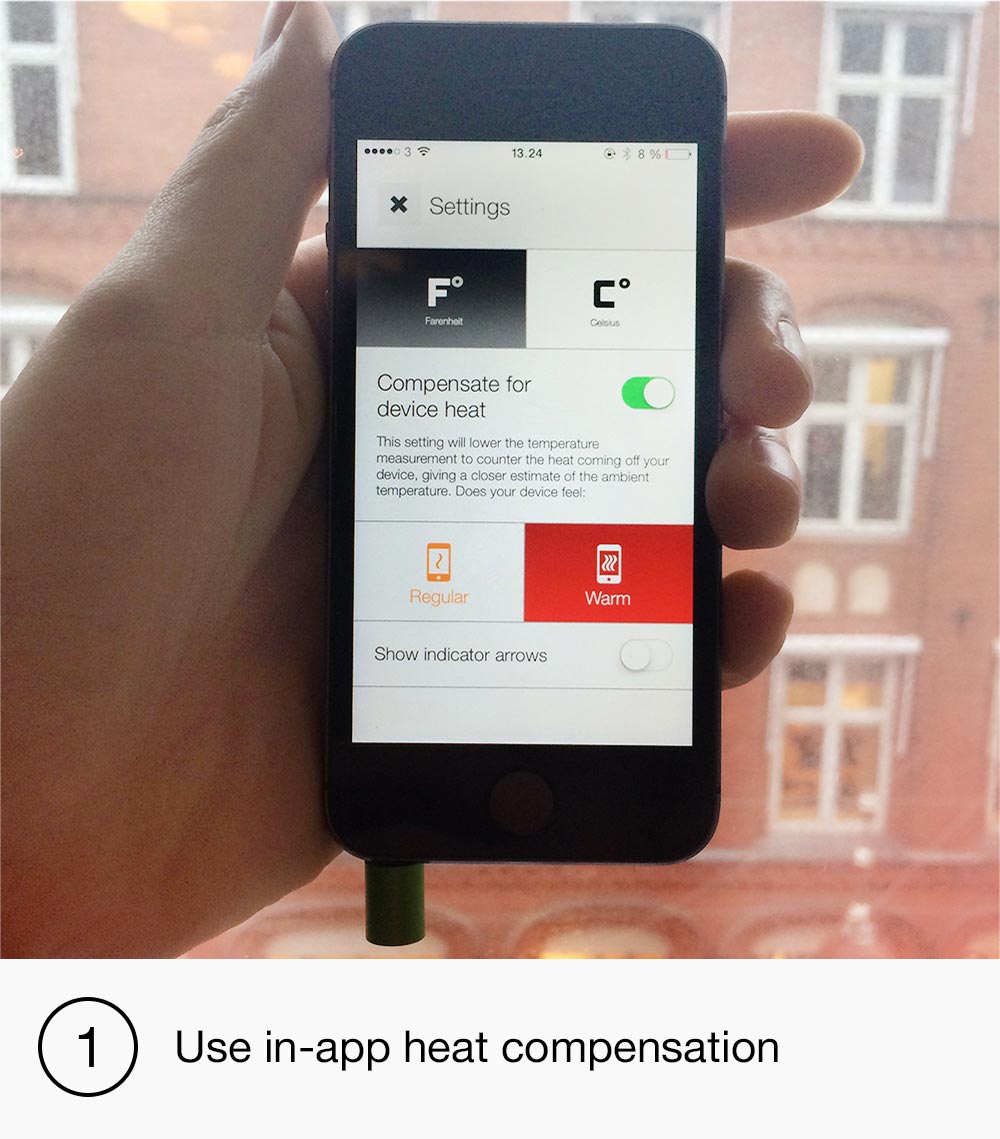 3 13.24 8 %
Settings
F° C°
Farenheit Celsius
Compensate for
device heat
This setting will lower the temperature
measurement to counter the heat coming off your
device, giving a closer estimate of the ambient
temperature. Does your device feel:
Regular Warm
Show indicator arrows
1 Use in-app heat compensation